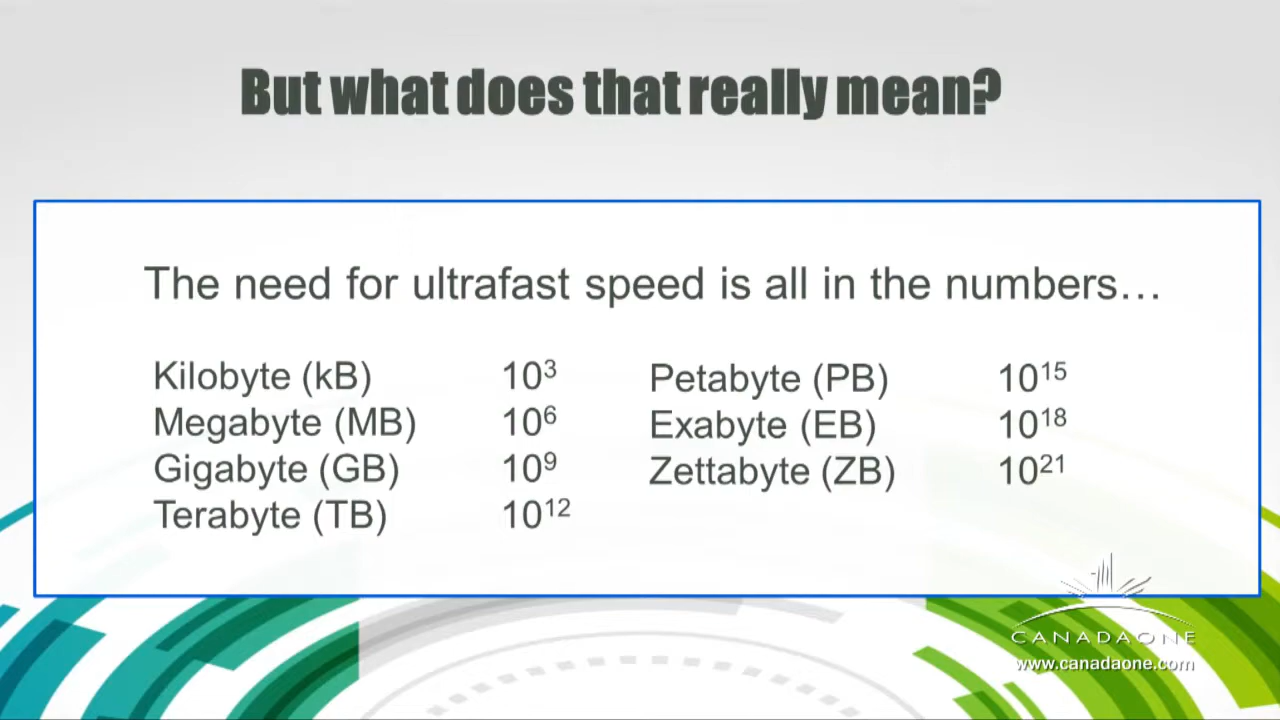 But what does that really mean?
The need for ultrafast speed is all in the numbers…
Kilobyte (kB) 10³
Megabyte (MB) 10⁶
Gigabyte (GB) 10⁹
Terabyte (TB) 10¹²
Petabyte (PB) 10¹⁵
Exabyte (EB) 10¹⁸
Zettabyte (ZB) 10²¹
CANADAONE
www.canadaone.com